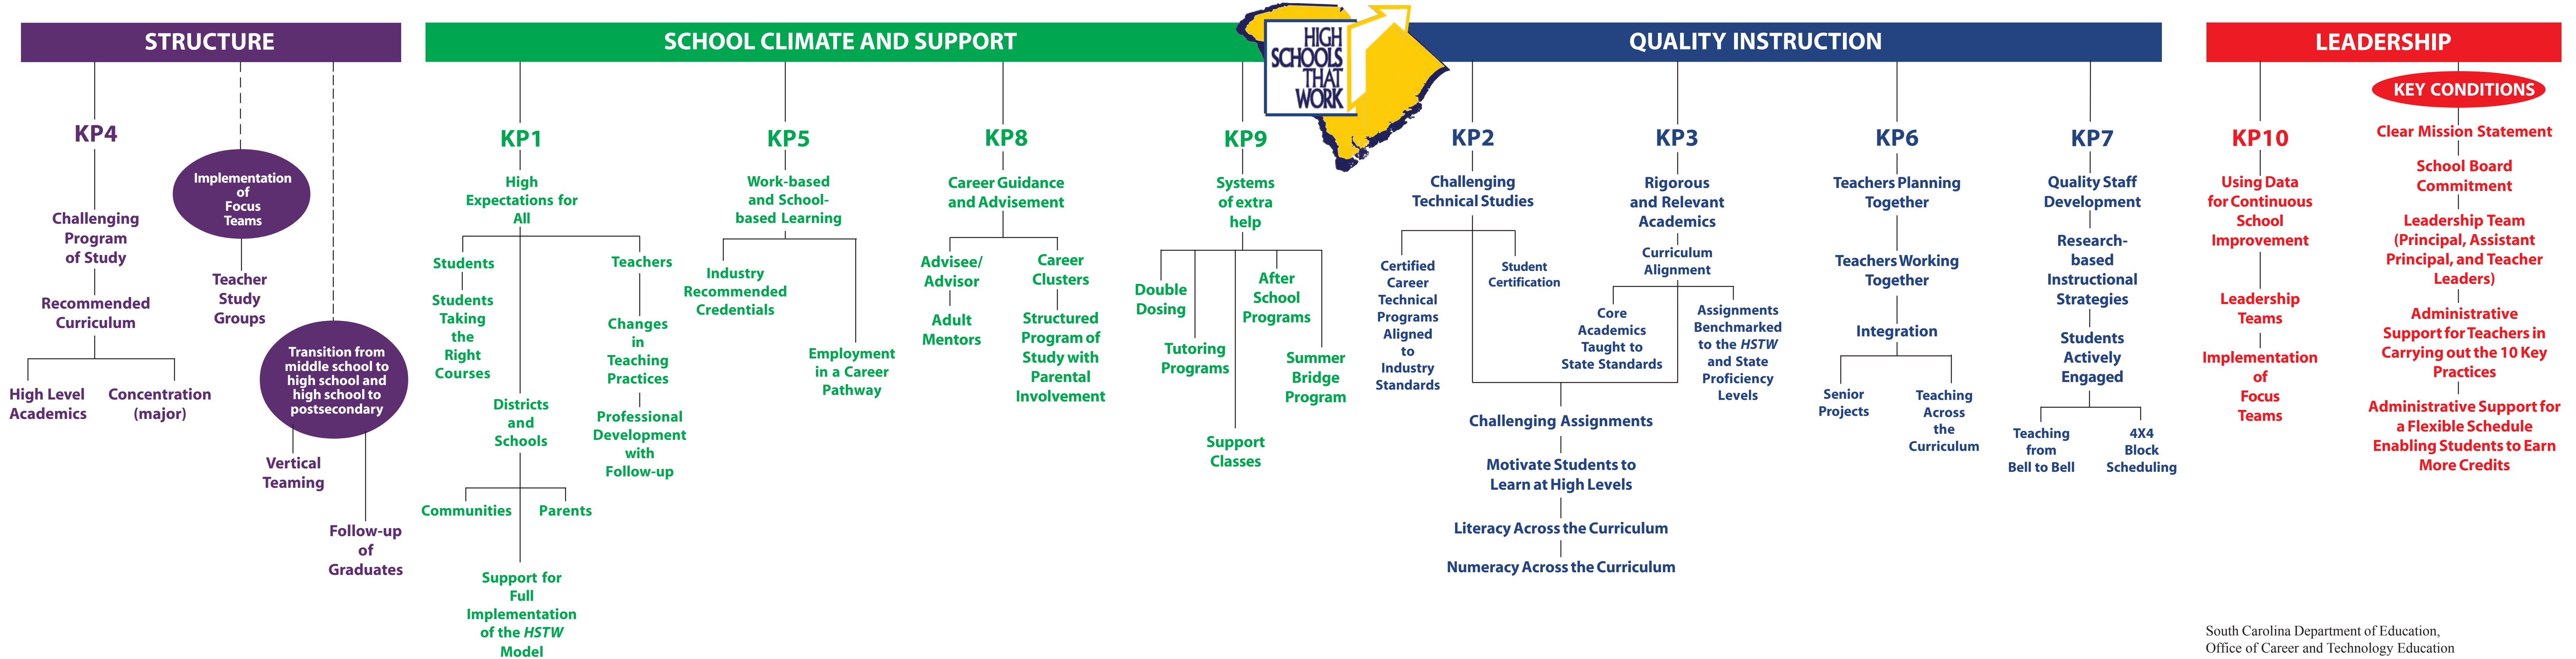 STRUCTURE
KP4
Challenging
Program
of Study
Recommended
Curriculum
High Level
Academics
Concentration
(major)
Implementation
of
Focus
Teams
Teacher
Study
Groups
Transition from
middle school to
high school and
high school to
postsecondary
Vertical
Teaming
Follow-up
of
Graduates
SCHOOL CLIMATE AND SUPPORT
KP1
High
Expectations for
All
Students
Students
Taking
the
Right
Courses
Districts
and
Schools
Communities
Parents
Support for
Full
Implementation
of the HSTW
Model
Teachers
Changes
in
Teaching
Practices
Professional
Development
with
Follow-up
KP5
Work-based
and School-
based Learning
Industry
Recommended
Credentials
Employment
in a Career
Pathway
KP8
Career Guidance
and Advisement
Advisee/
Advisor
Adult
Mentors
Career
Clusters
Structured
Program of
Study with
Parental
Involvement
KP9
Systems
of extra
help
Double
Dosing
Tutoring
Programs
Support
Classes
After
School
Programs
Summer
Bridge
Program
HIGH
SCHOOLS
THAT
WORK
QUALITY INSTRUCTION
KP2
Challenging
Technical Studies
Certified
Career
Technical
Programs
Aligned
to
Industry
Standards
Student
Certification
KP3
Rigorous
and Relevant
Academics
Curriculum
Alignment
Core
Academics
Taught to
State Standards
Assignments
Benchmarked
to the HSTW
and State
Proficiency
Levels
Challenging Assignments
Motivate Students to
Learn at High Levels
Literacy Across the Curriculum
Numeracy Across the Curriculum
KP6
Teachers Planning
Together
Teachers Working
Together
Integration
Senior
Projects
Teaching
Across
the
Curriculum
KP7
Quality Staff
Development
Research-
based
Instructional
Strategies
Students
Actively
Engaged
Teaching
from
Bell to Bell
4X4
Block
Scheduling
LEADERSHIP
KP10
Using Data
for Continuous
School
Improvement
Leadership
Teams
Implementation
of
Focus
Teams
KEY CONDITIONS
Clear Mission Statement
School Board
Commitment
Leadership Team
(Principal, Assistant
Principal, and Teacher
Leaders)
Administrative
Support for Teachers in
Carrying out the 10 Key
Practices
Administrative Support for
a Flexible Schedule
Enabling Students to Earn
More Credits
South Carolina Department of Education,
Office of Career and Technology Education